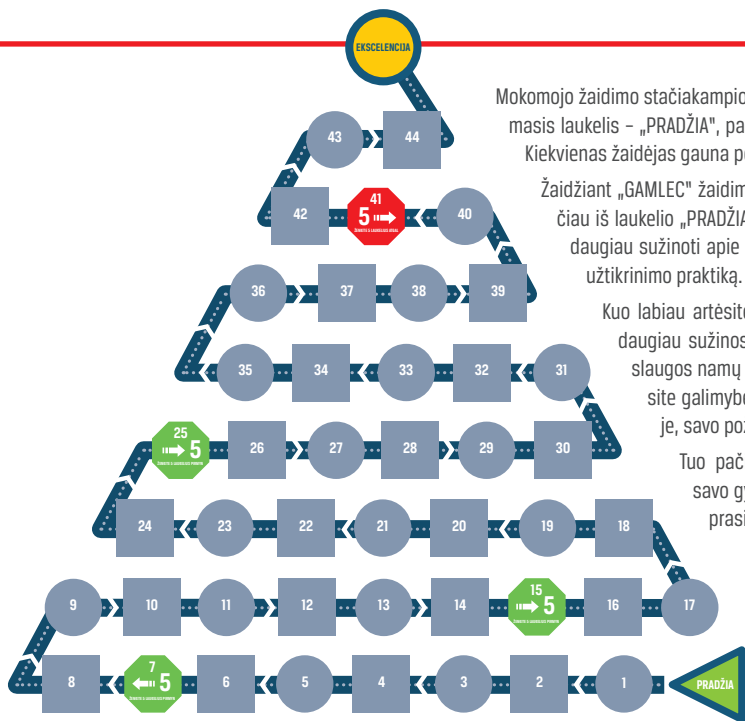 EKSCELENCIJA
Mokomojo žaidimo stačiakampio
masis laukelis – „PRADŽIA", pa
Kiekvienas žaidėjas gauna p
Žaidžiant „GAMLEC" žaidim
čiau iš laukelio „PRADŽIA
daugiau sužinoti apie
užtikrinimo praktiką.
Kuo labiau artėsite
daugiau sužinos
slaugos namų
site galimybe
je, savo poz
Tuo pač
savo gy
prasi
43 44
42 41 40
5
36 37 38 39
35 34 33 32 31
25 26 27 28 29 30
5
24 23 22 21 20 19 18
9 10 11 12 13 14 15 16 17
5
8 7 6 5 4 3 2 1
5
PRADŽIA